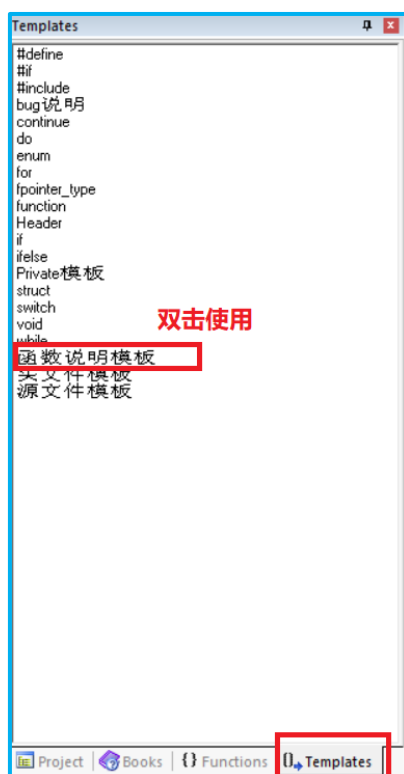 Templates
#define
#if
#include
bug说明
continue
do
enum
for
fpointer_type
function
Header
if
ifelse
Private模板
struct
switch
void
双击使用
while
函数说明模板
头文件模板
源文件模板
Project Books {} Functions Templates